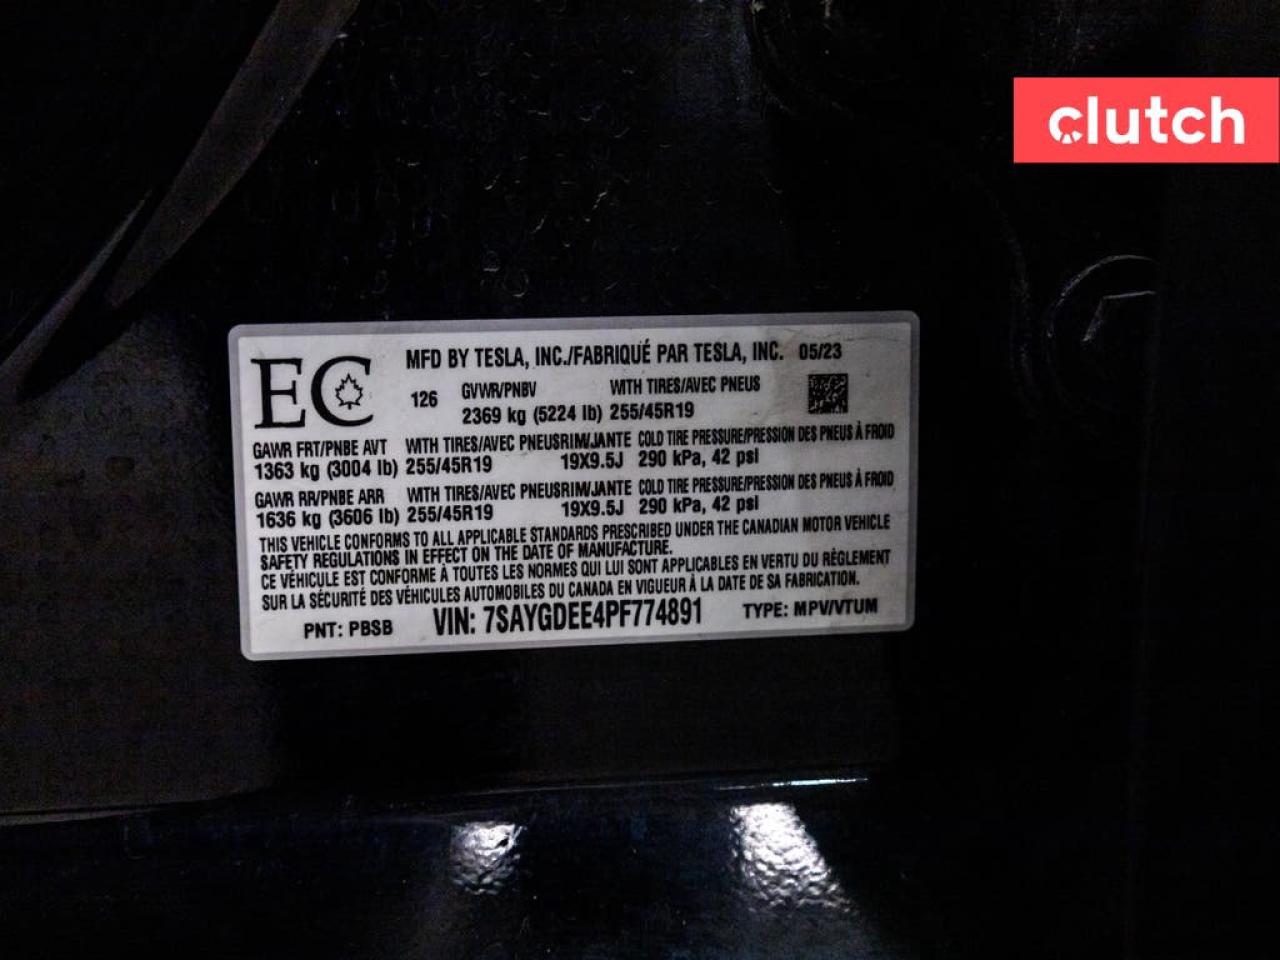 clutch
EC
MFD BY TESLA, INC./FABRIQUÉ PAR TESLA, INC. 05/23
126 GVWR/PNBV WITH TIRES/AVEC PNEUS
2369 kg (5224 lb) 255/45R19
GAWR FRT/PNBE AVT WITH TIRES/AVEC PNEUS RIM/JANTE COLD TIRE PRESSURE/PRESSION DES PNEUS À FROID
1363 kg (3004 lb) 255/45R19 19X9.5J 290 kPa, 42 psi
GAWR RR/PNBE ARR WITH TIRES/AVEC PNEUS RIM/JANTE COLD TIRE PRESSURE/PRESSION DES PNEUS À FROID
1636 kg (3606 lb) 255/45R19 19X9.5J 290 kPa, 42 psi
THIS VEHICLE CONFORMS TO ALL APPLICABLE STANDARDS PRESCRIBED UNDER THE CANADIAN MOTOR VEHICLE
SAFETY REGULATIONS IN EFFECT ON THE DATE OF MANUFACTURE.
CE VÉHICULE EST CONFORME À TOUTES LES NORMES QUI LUI SONT APPLICABLES EN VERTU DU RÈGLEMENT
SUR LA SÉCURITÉ DES VÉHICULES AUTOMOBILES DU CANADA EN VIGUEUR À LA DATE DE SA FABRICATION.
PNT: PBSB VIN: 7SAYGDEE4PF774891 TYPE: MPV/VTUM